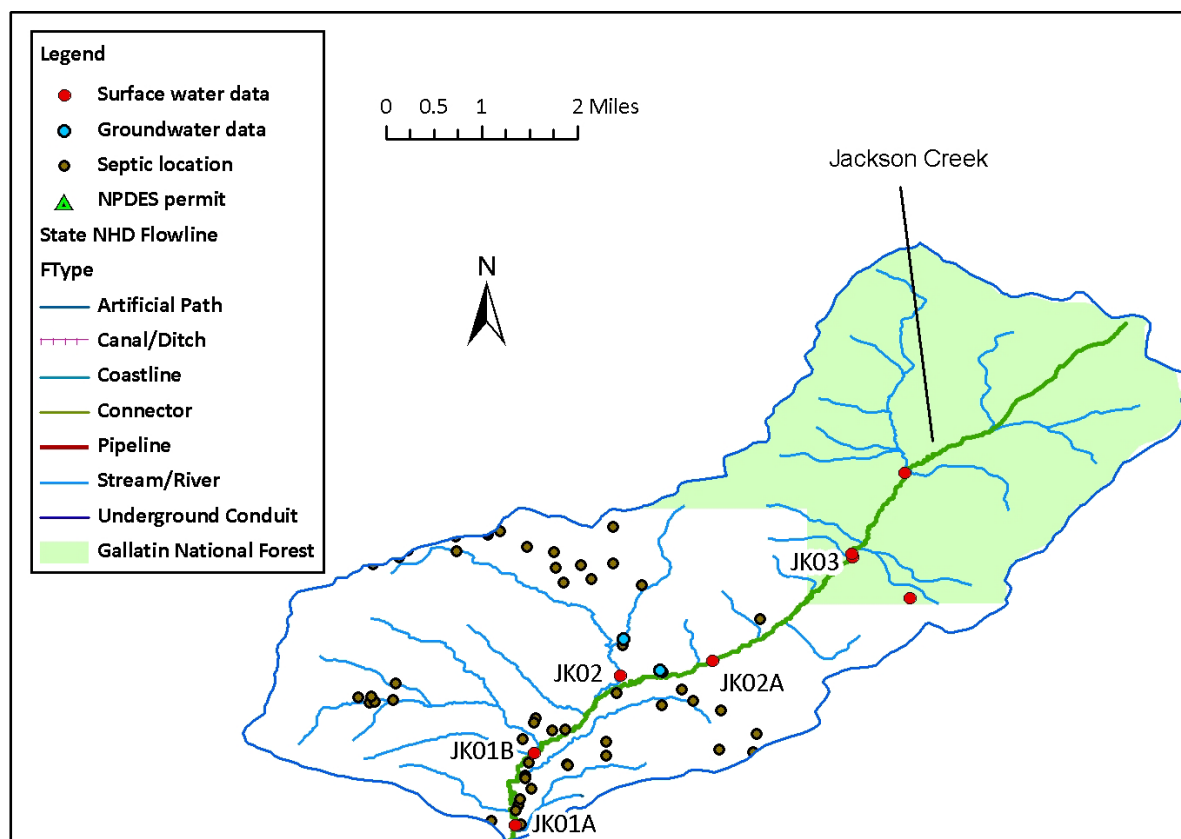 Legend
Surface water data
Groundwater data
Septic location
NPDES permit
State NHD Flowline
FType
Artificial Path
Canal/Ditch
Coastline
Connector
Pipeline
Stream/River
Underground Conduit
Gallatin National Forest
0 0.5 1 2 Miles
N
Jackson Creek
JK03
JK02
JK02A
JK01B
JK01A